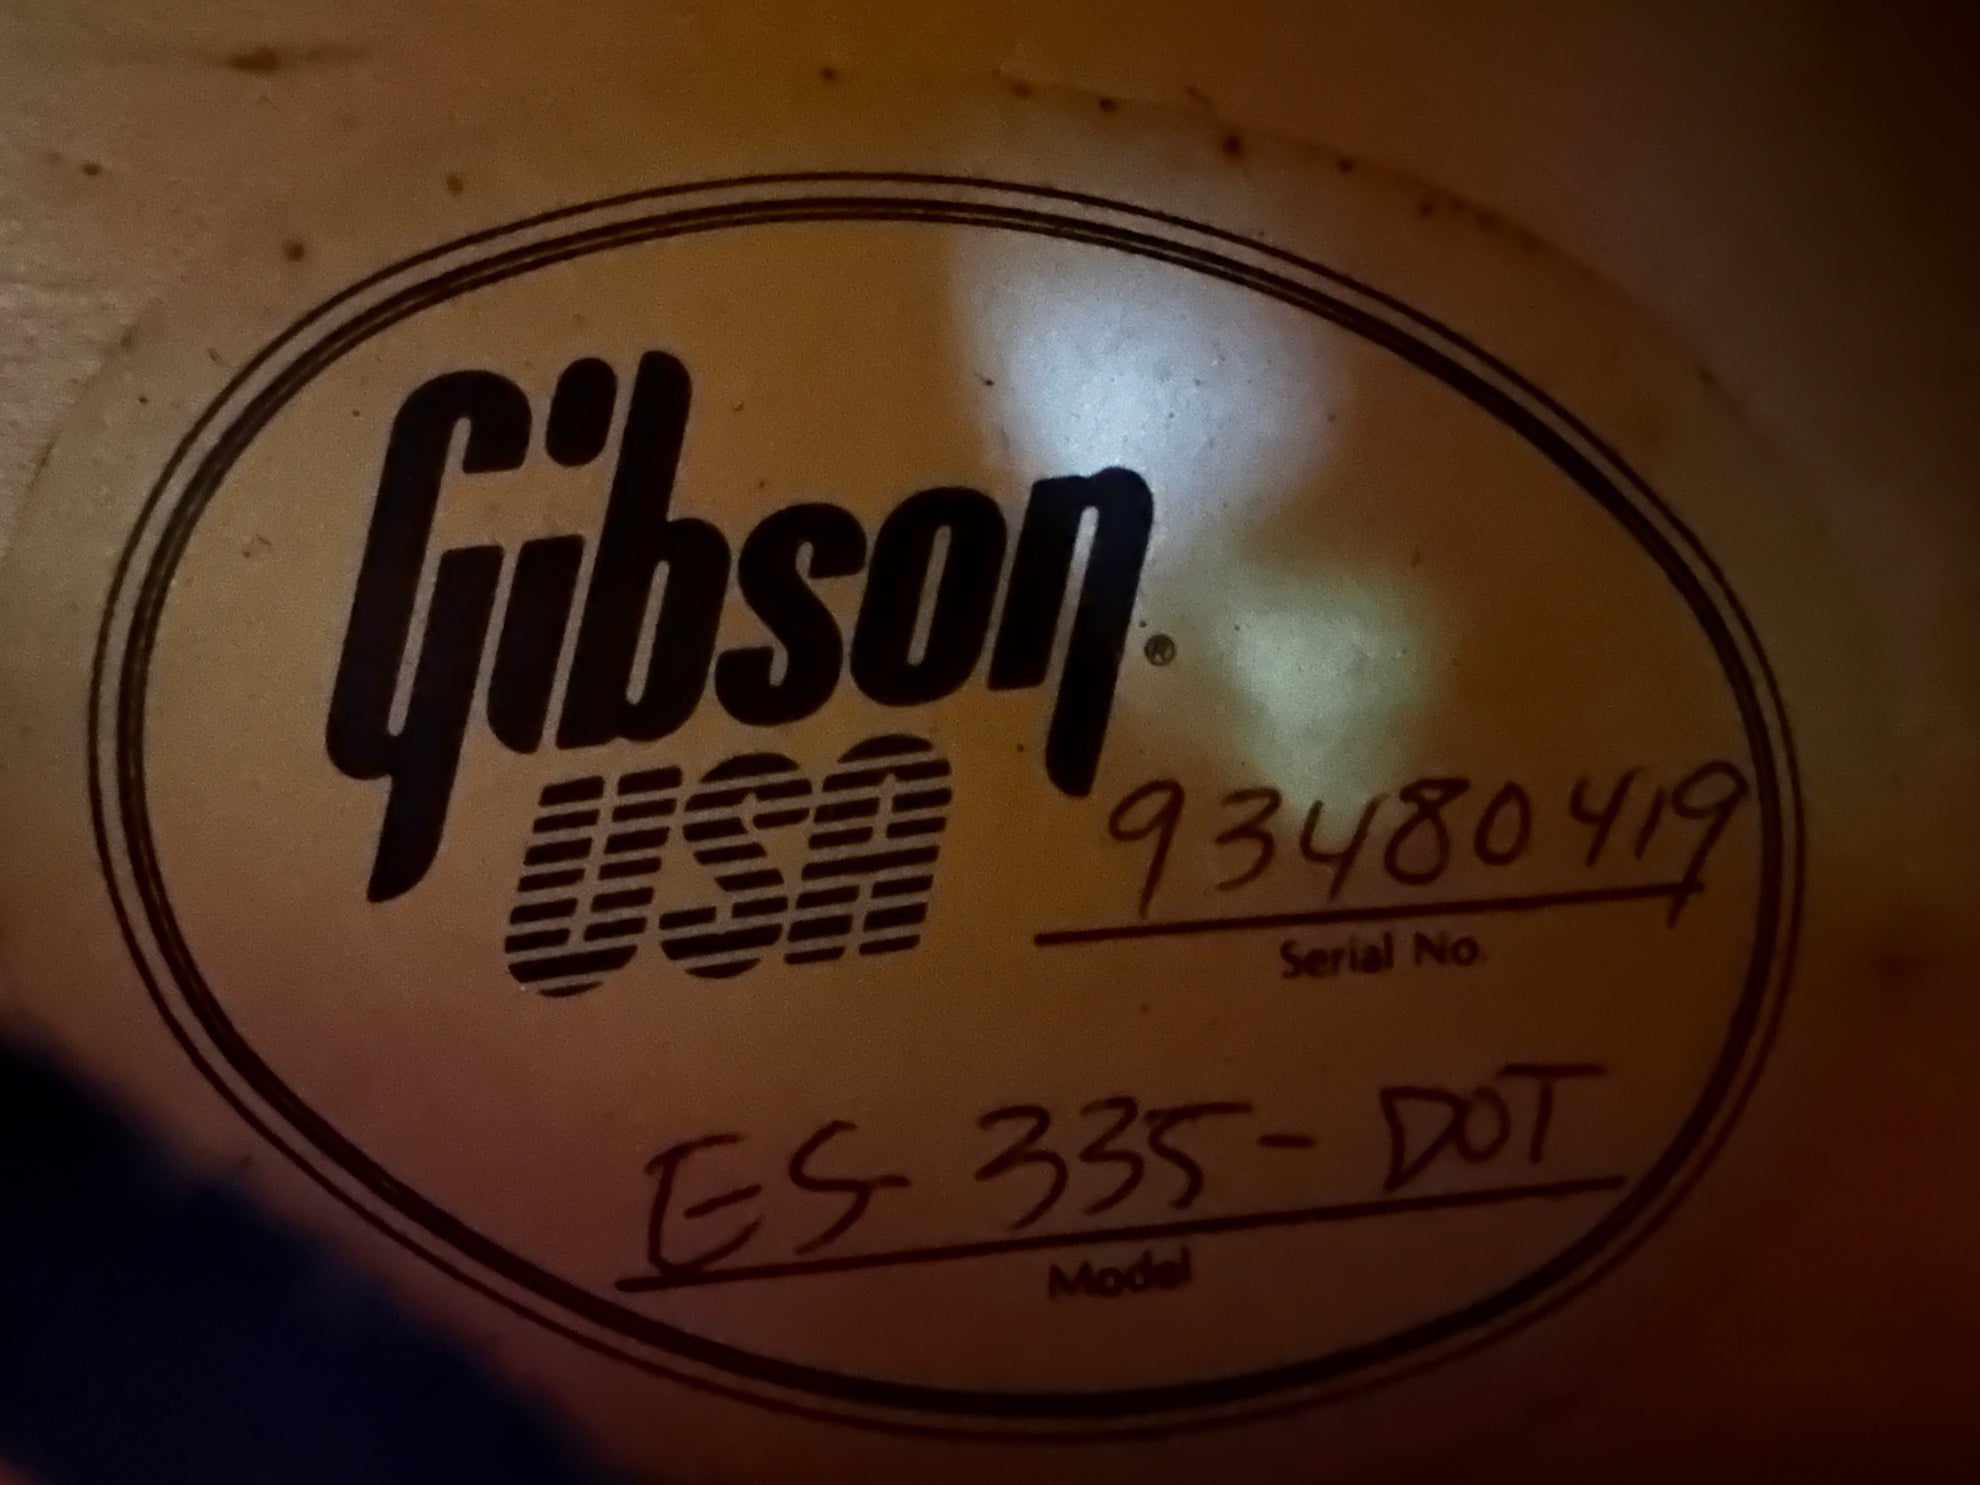 Gibson®
USA
93480419
Serial No.
ES 335-DOT
Model